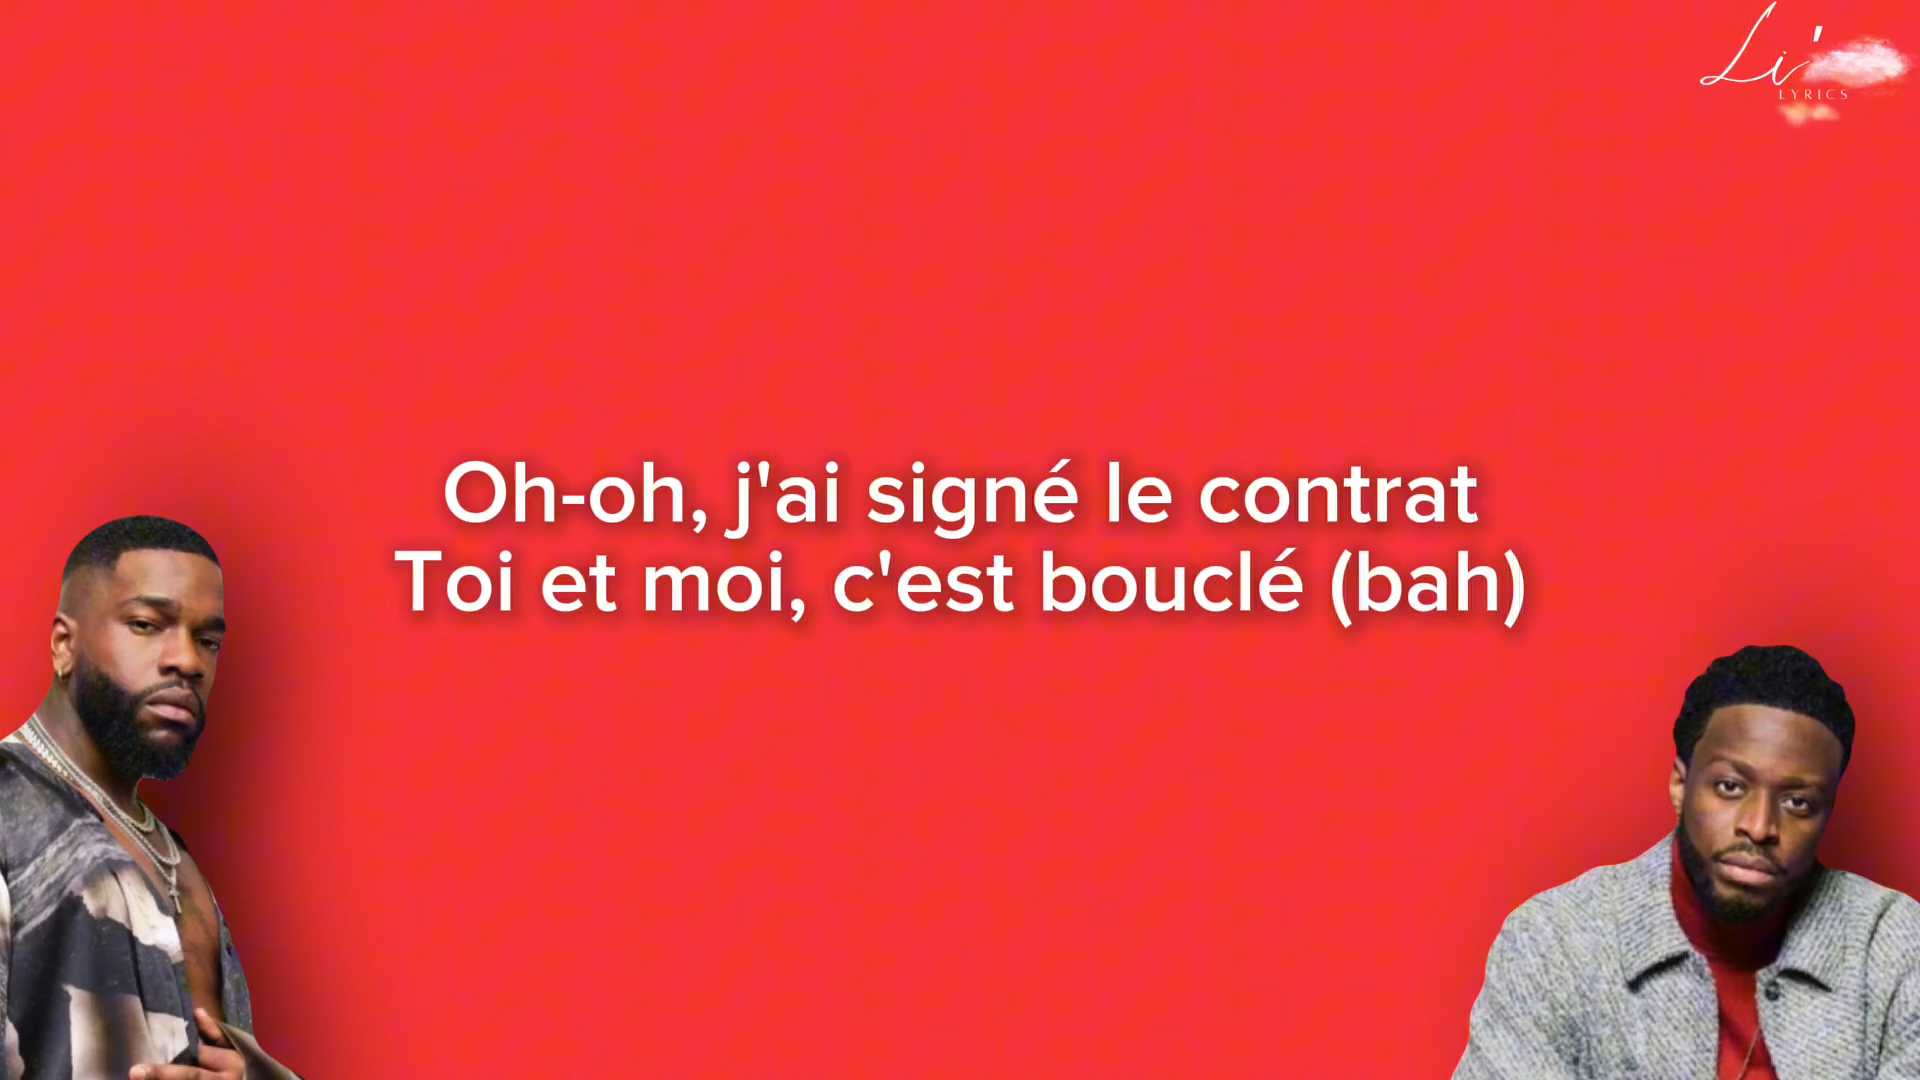 Li'
LYRICS
Oh-oh, j'ai signé le contrat
Toi et moi, c'est bouclé (bah)